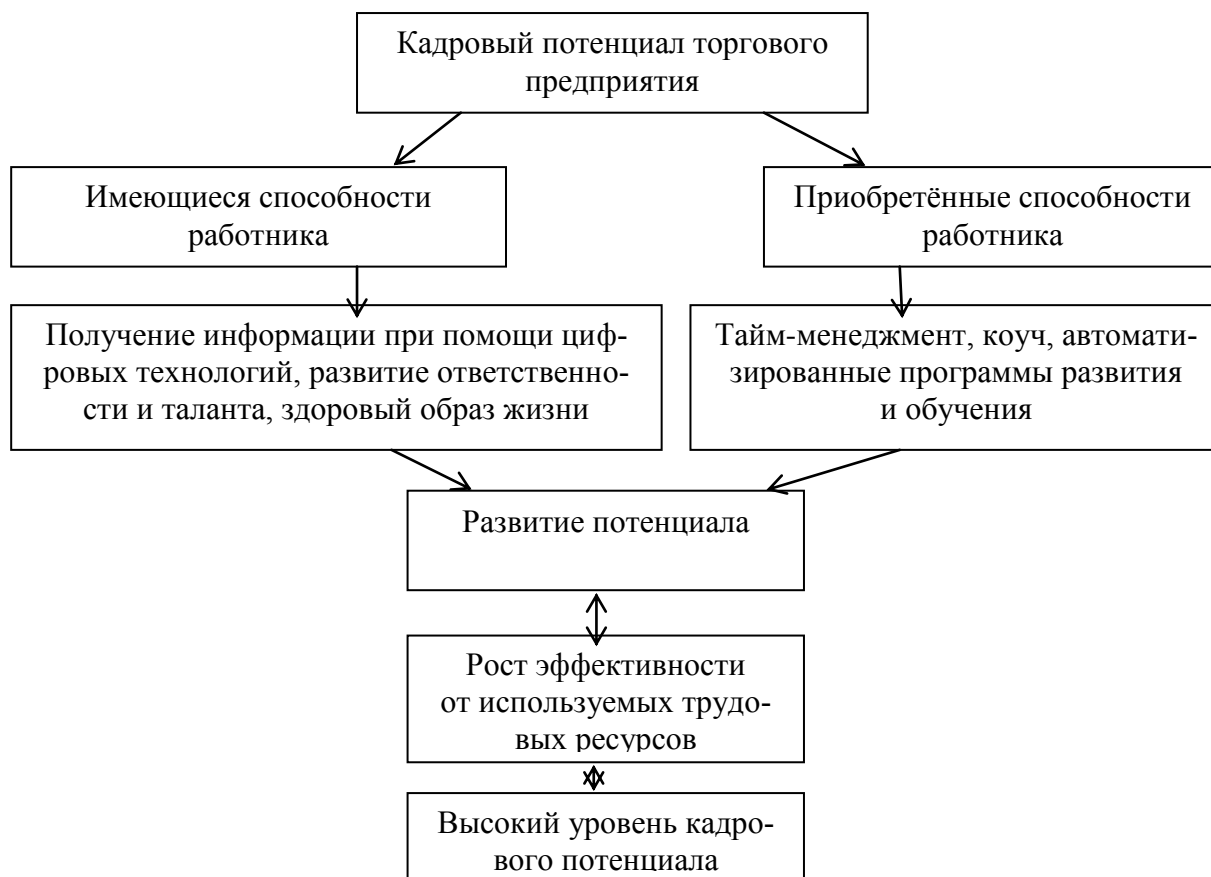 Кадровый потенциал торгового
предприятия
Имеющиеся способности
работника
Приобретённые способности
работника
Получение информации при помощи циф-
ровых технологий, развитие ответственно-
сти и таланта, здоровый образ жизни
Тайм-менеджмент, коуч, автомати-
зированные программы развития
и обучения
Развитие потенциала
Рост эффективности
от используемых трудо-
вых ресурсов
Высокий уровень кадро-
вого потенциала